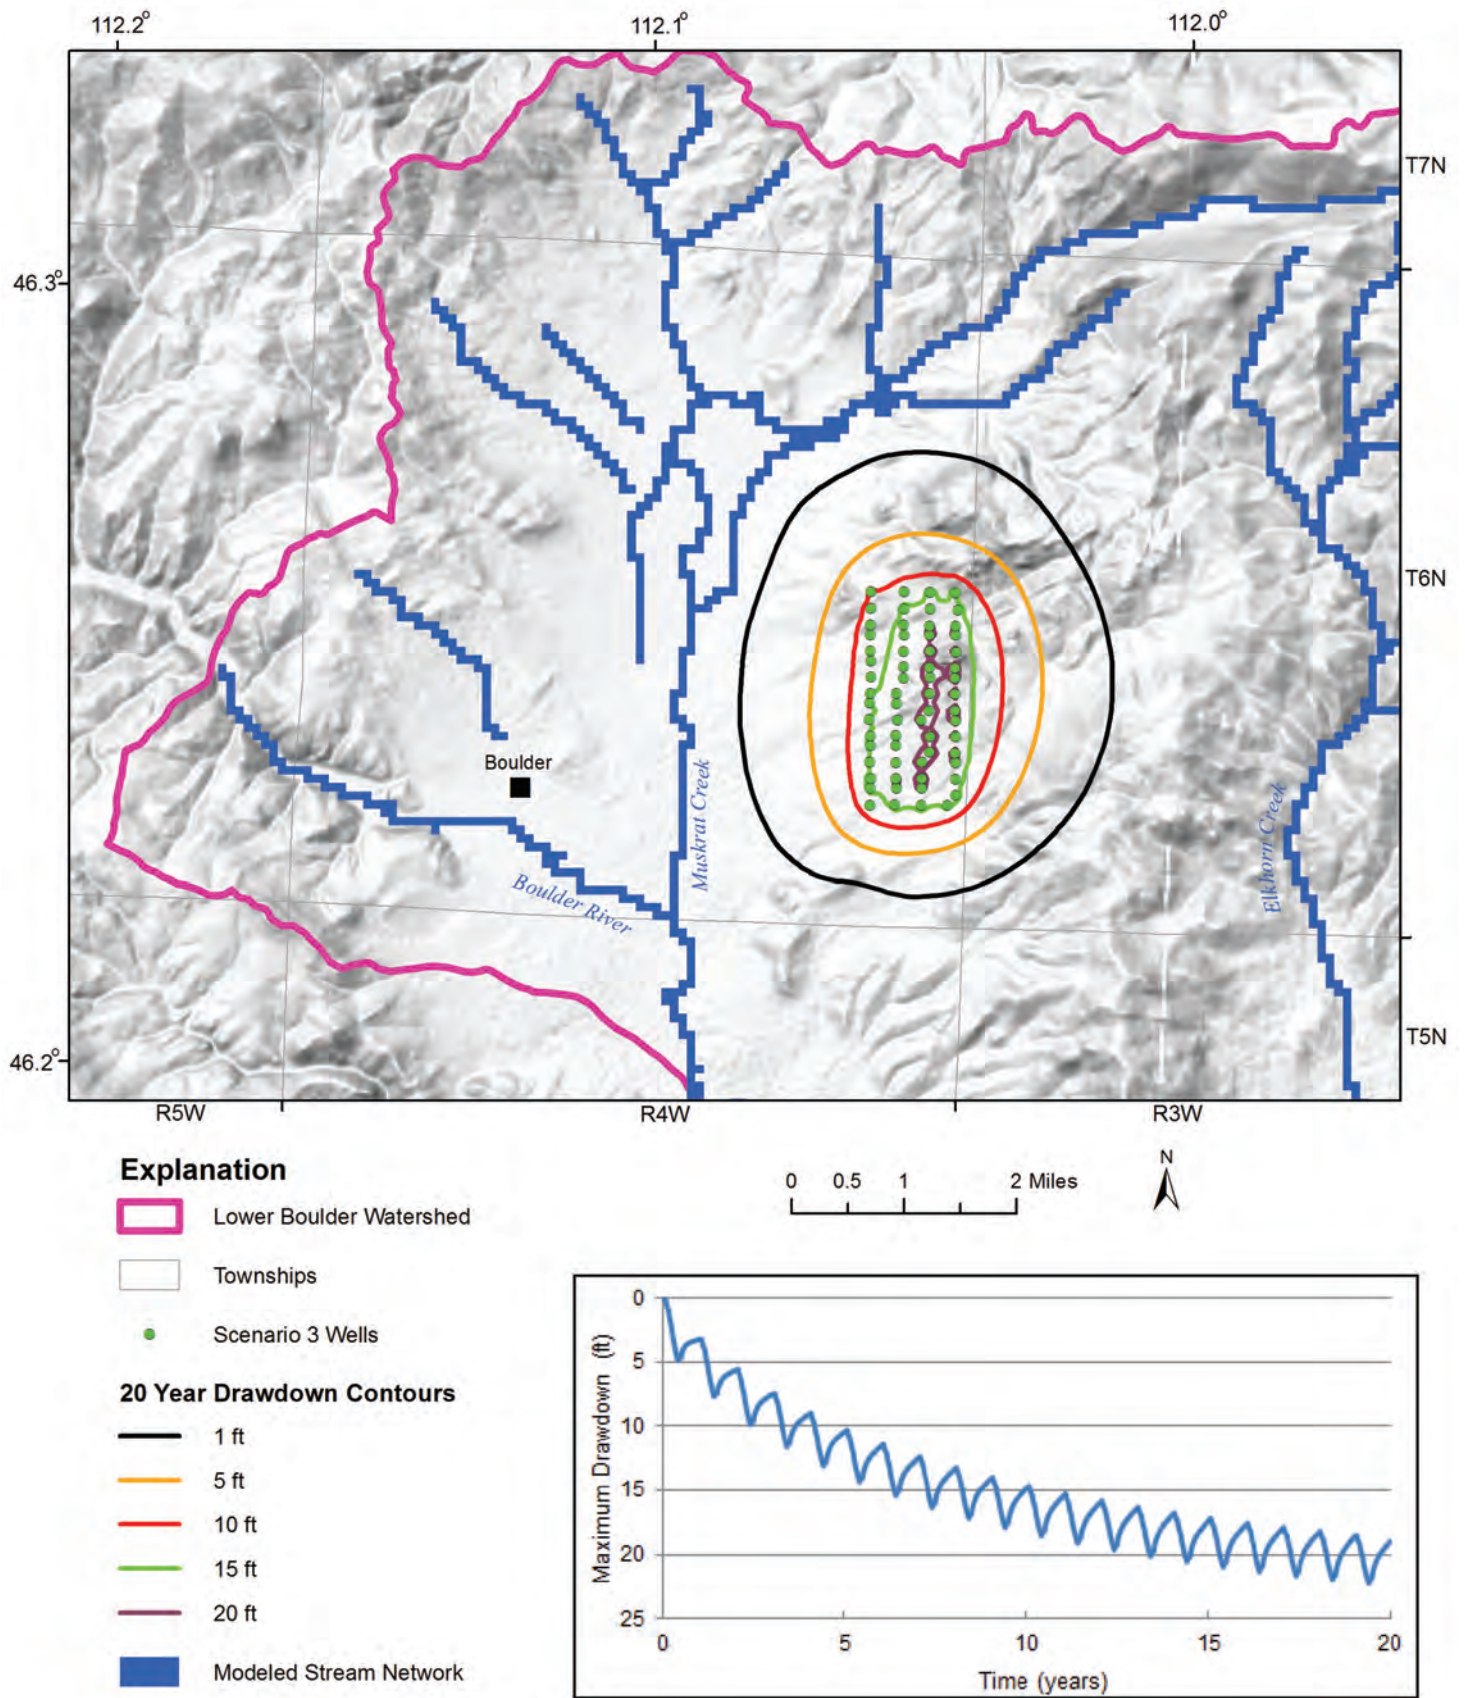 112.2°
112.1°
112.0°
T7N
46.3°
T6N
Boulder
Muskrat Creek
Elkhorn Creek
Boulder River
T5N
46.2°
R5W
R4W
R3W
Explanation
Lower Boulder Watershed
Townships
Scenario 3 Wells
20 Year Drawdown Contours
1 ft
5 ft
10 ft
15 ft
20 ft
Modeled Stream Network
0 0.5 1 2 Miles
N
Maximum Drawdown (ft)
0
5
10
15
20
25
0 5 10 15 20
Time (years)